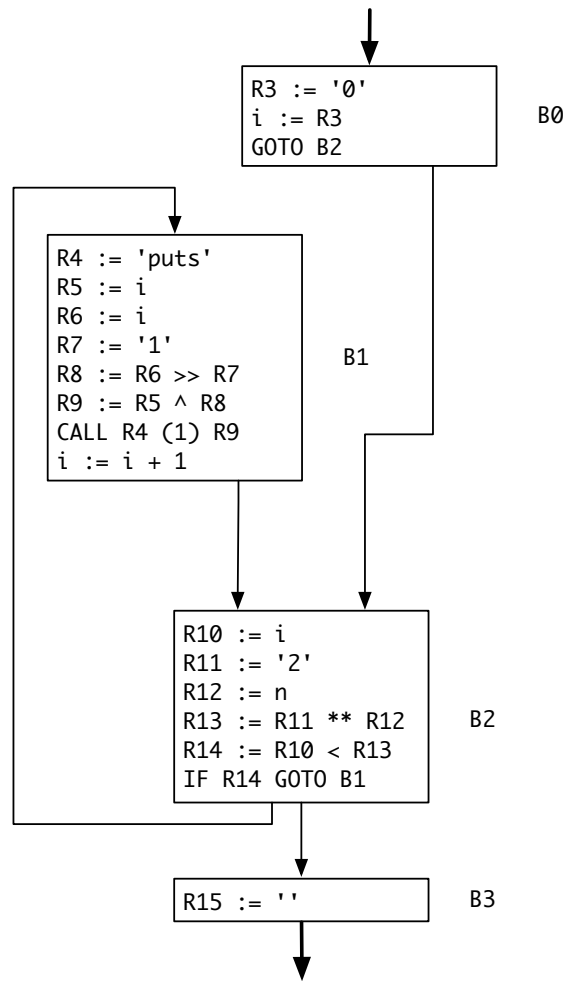 R3 := '0'
i := R3
GOTO B2
B0
R4 := 'puts'
R5 := i
R6 := i
R7 := '1'
R8 := R6 >> R7
R9 := R5 ^ R8
CALL R4 (1) R9
i := i + 1
B1
R10 := i
R11 := '2'
R12 := n
R13 := R11 ** R12
R14 := R10 < R13
IF R14 GOTO B1
B2
R15 := ''
B3